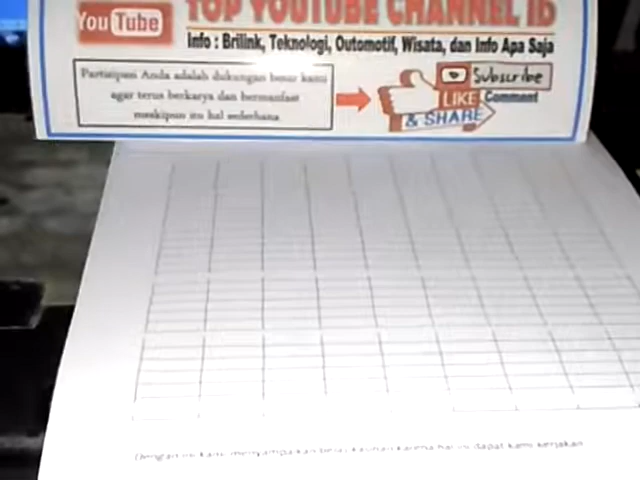 YouTube
TOP YOUTUBE CHANNEL ID
Info : Brilink, Teknologi, Outomotif, Wisata, dan Info Apa Saja
Partisipasi Anda adalah dukungan besar kami
agar terus berkarya dan bermanfaat
meskipun itu hal sederhana
Subscribe
LIKE Comment
& SHARE